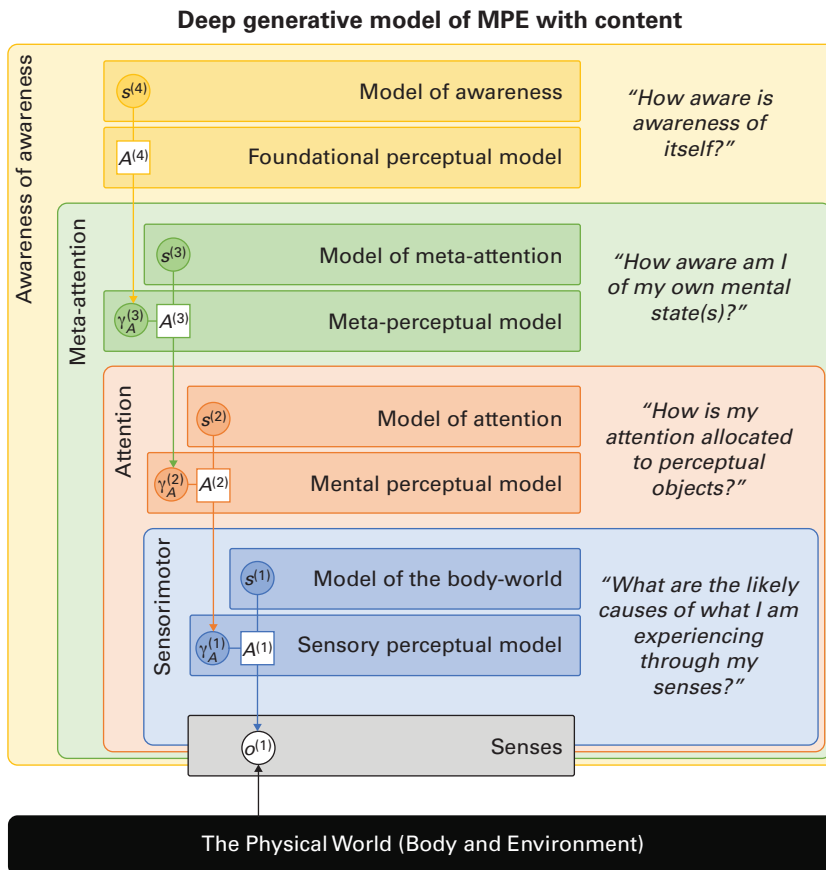 Deep generative model of MPE with content
Awareness of awareness
s(4)
Model of awareness
A(4)
Foundational perceptual model
“How aware is
awareness of
itself?”
Meta-attention
s(3)
Model of meta-attention
γA(3)
A(3)
Meta-perceptual model
“How aware am I
of my own mental
state(s)?”
Attention
s(2)
Model of attention
γA(2)
A(2)
Mental perceptual model
“How is my
attention allocated
to perceptual
objects?”
Sensorimotor
s(1)
Model of the body-world
γA(1)
A(1)
Sensory perceptual model
“What are the likely
causes of what I am
experiencing
through my
senses?”
o(1)
Senses
The Physical World (Body and Environment)